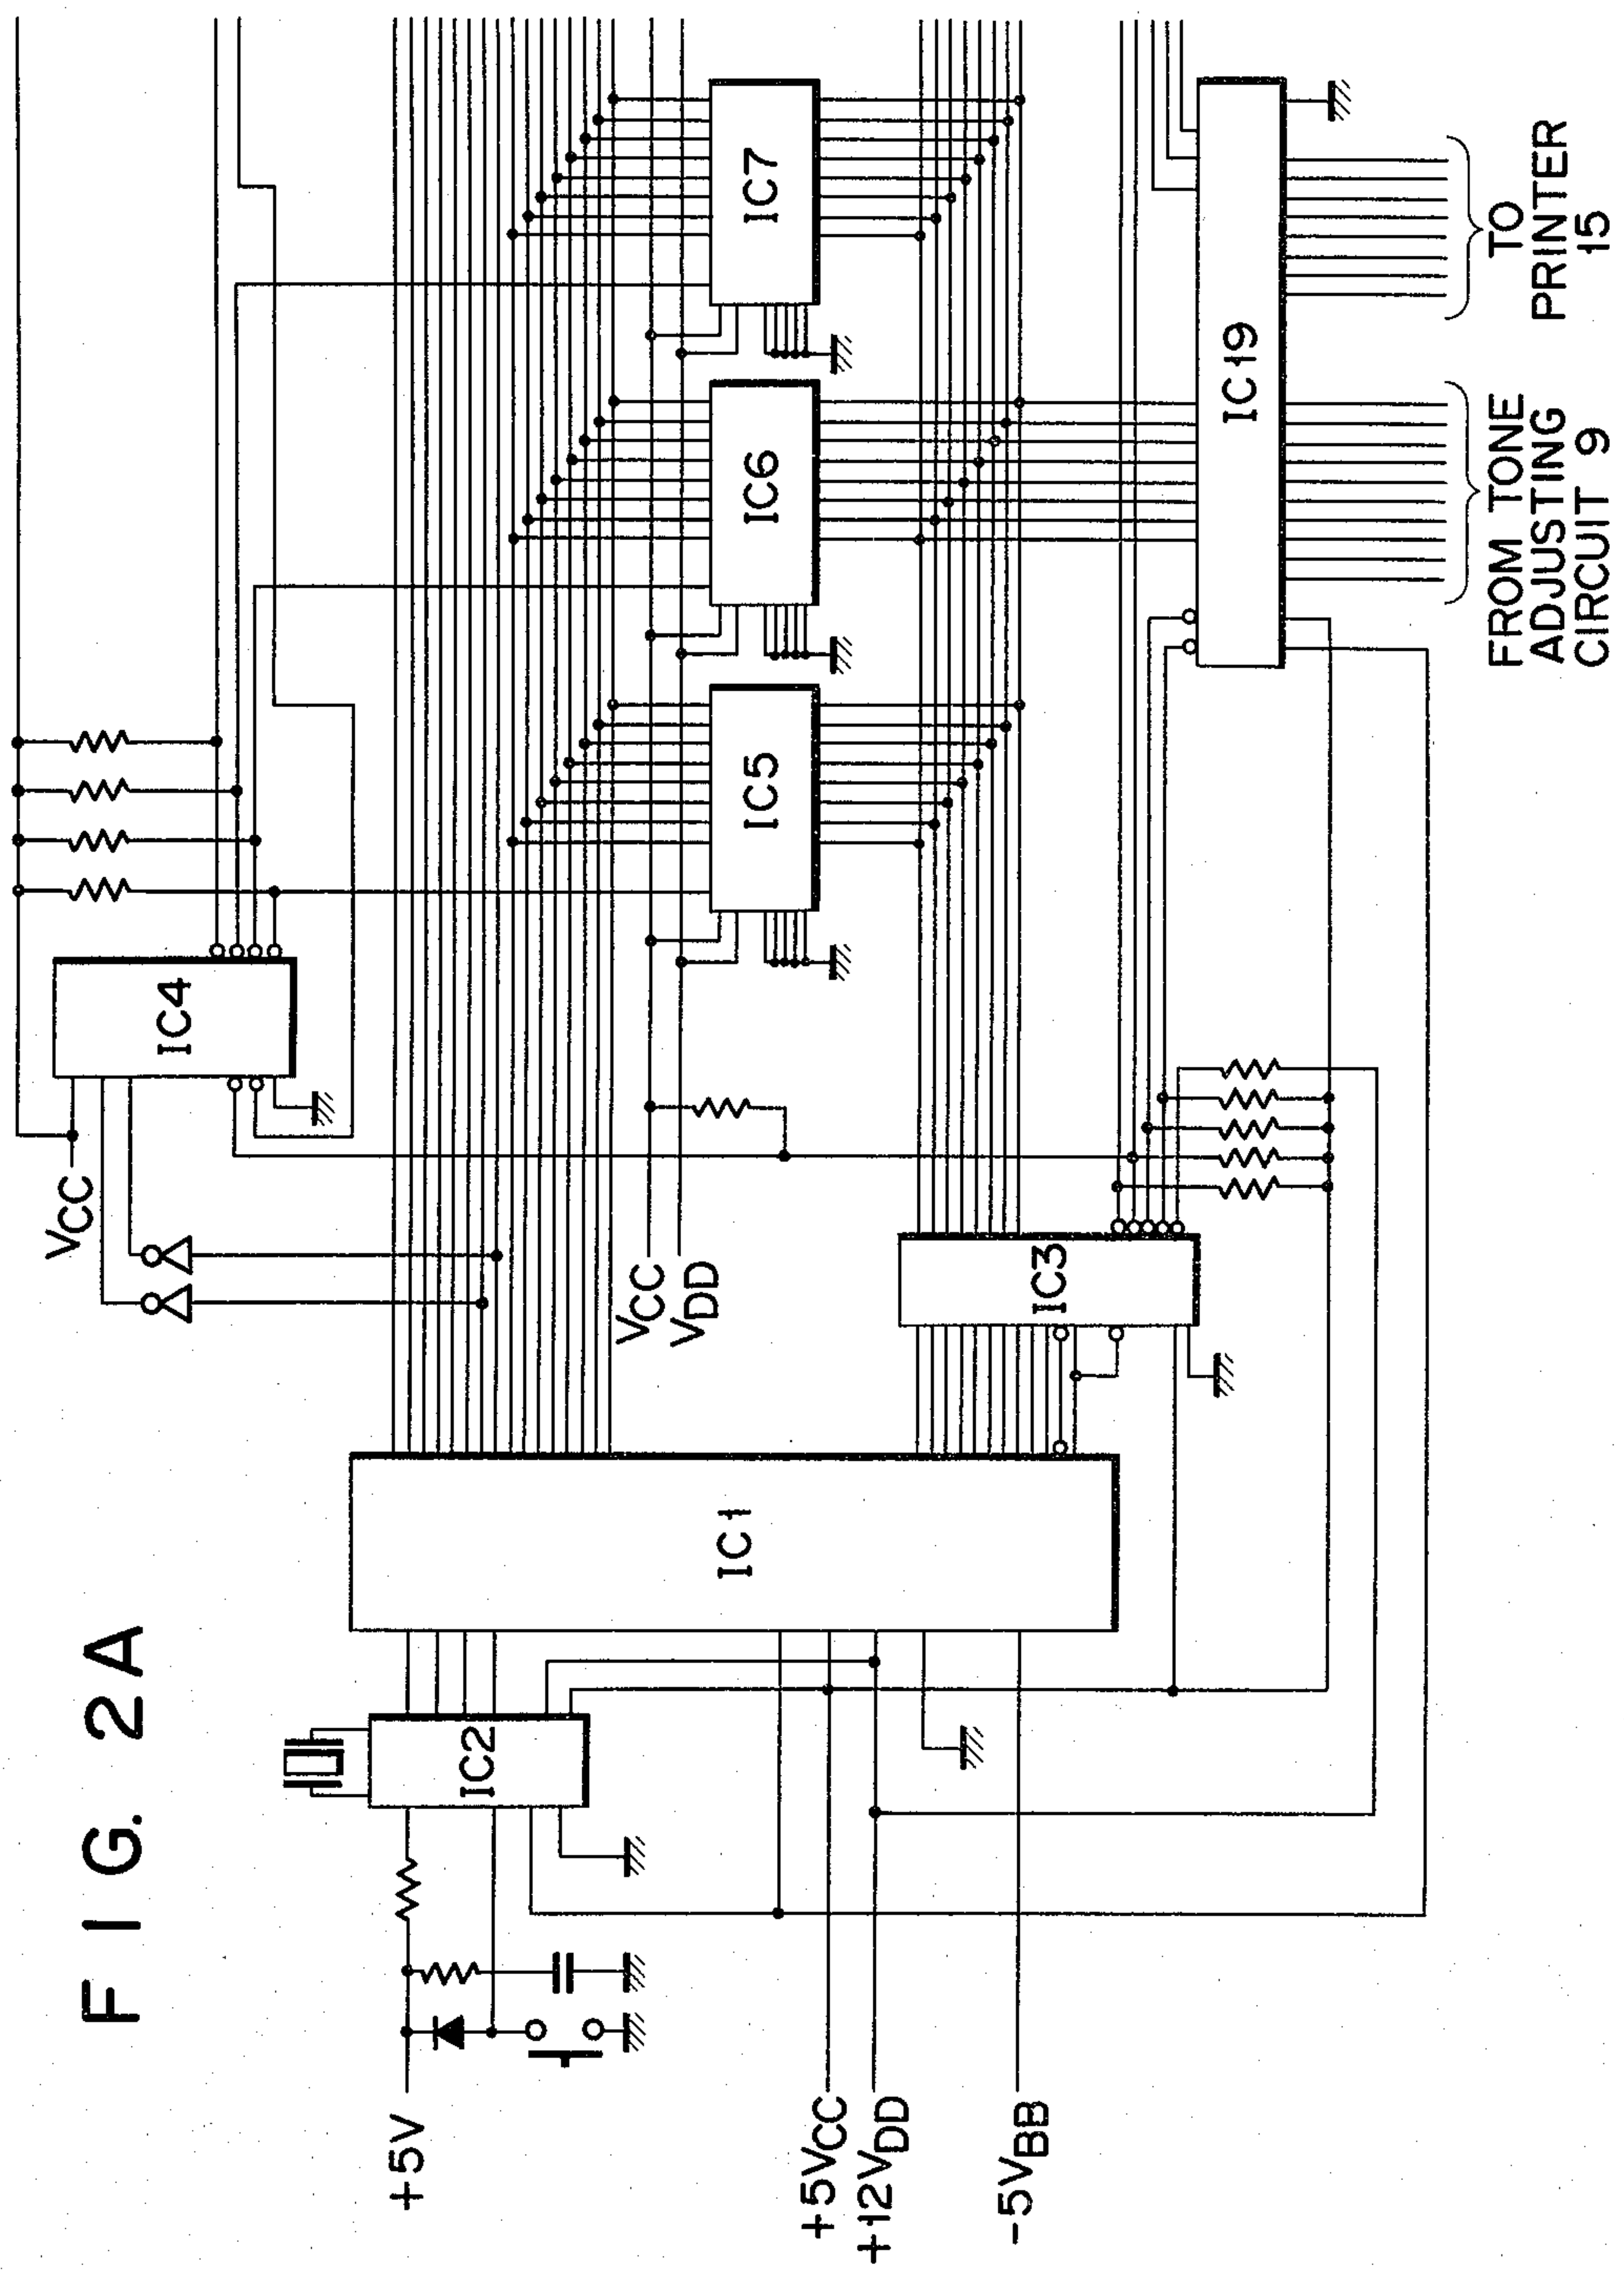 FIG. 2A
+5V
+5VCC
+12VDD
-5VBB
IC2
IC1
VCC
IC4
VCC
VDD
IC3
IC5
IC6
IC7
IC19
FROM TONE
ADJUSTING
CIRCUIT 9
TO
PRINTER
15